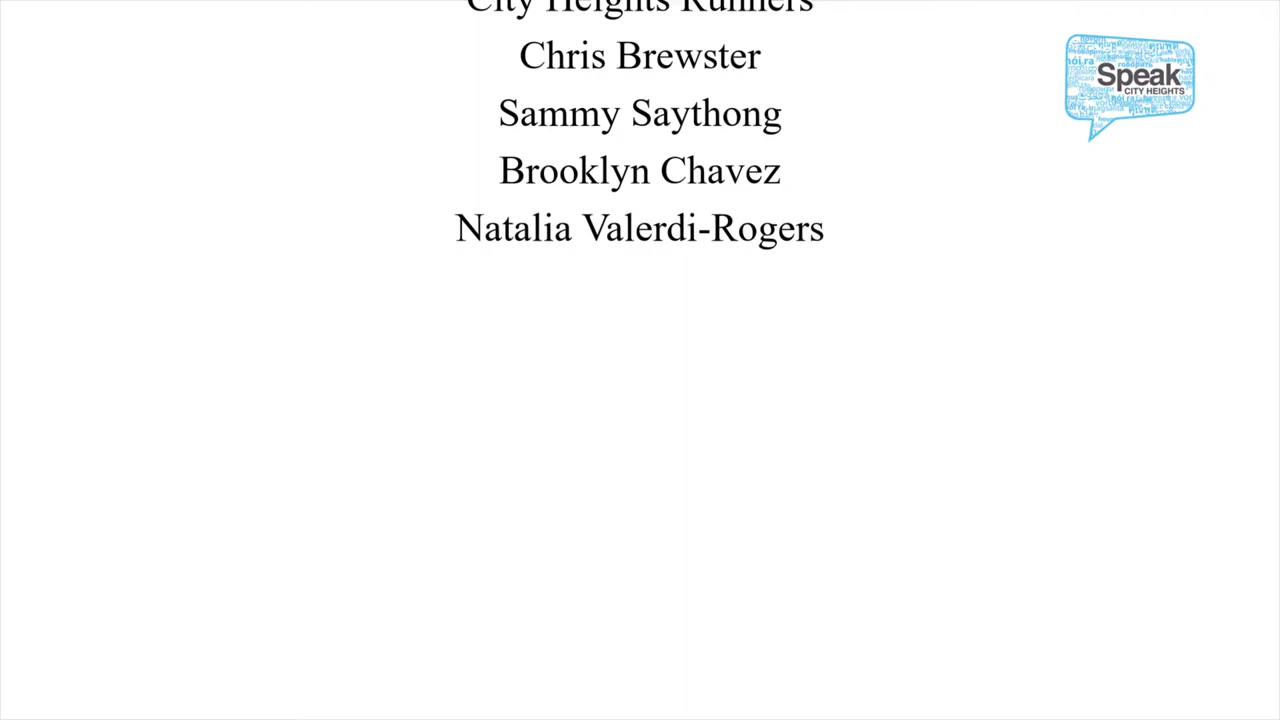 City Heights Runners
Chris Brewster
Sammy Saythong
Brooklyn Chavez
Natalia Valerdi-Rogers
Speak
CITY HEIGHTS